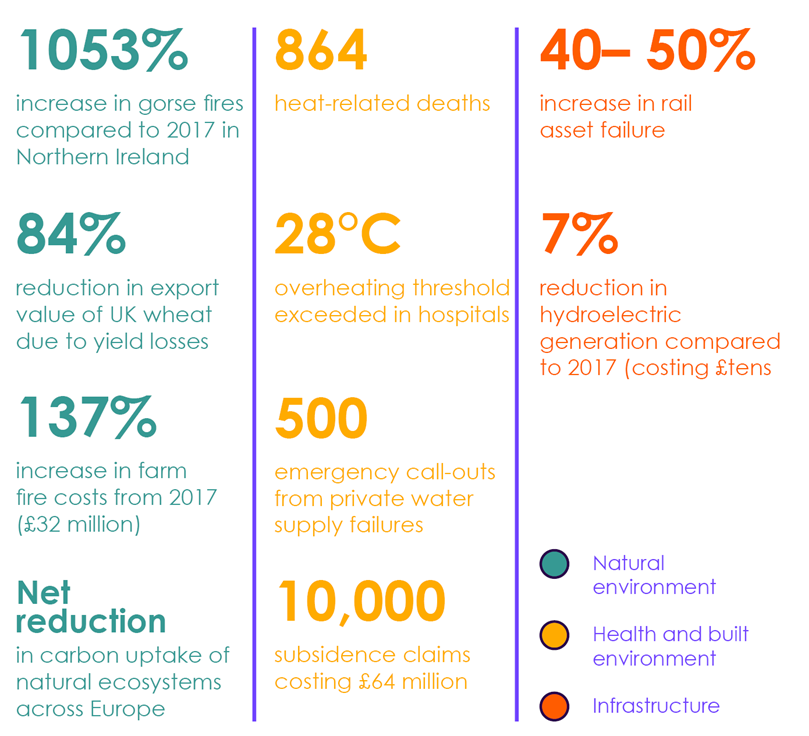 1053%
increase in gorse fires
compared to 2017 in
Northern Ireland
84%
reduction in export
value of UK wheat
due to yield losses
137%
increase in farm
fire costs from 2017
(£32 million)
Net
reduction
in carbon uptake of
natural ecosystems
across Europe
864
heat-related deaths
28°C
overheating threshold
exceeded in hospitals
500
emergency call-outs
from private water
supply failures
10,000
subsidence claims
costing £64 million
40– 50%
increase in rail
asset failure
7%
reduction in
hydroelectric
generation compared
to 2017 (costing £tens
Natural
environment
Health and built
environment
Infrastructure